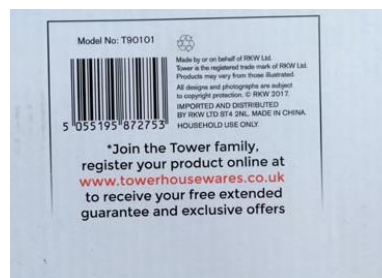 Model No: T90101
Made by or on behalf of RKW Ltd.
Tower is the registered trade mark of RKW Ltd.
Products may vary from those illustrated.
All designs and photographs are subject
to copyright protection. © RKW 2017.
IMPORTED AND DISTRIBUTED
BY RKW LTD ST4 2NL. MADE IN CHINA
HOUSEHOLD USE ONLY.
5 055195 872753
*Join the Tower family,
register your product online at
www.towerhousewares.co.uk
to receive your free extended
guarantee and exclusive offers